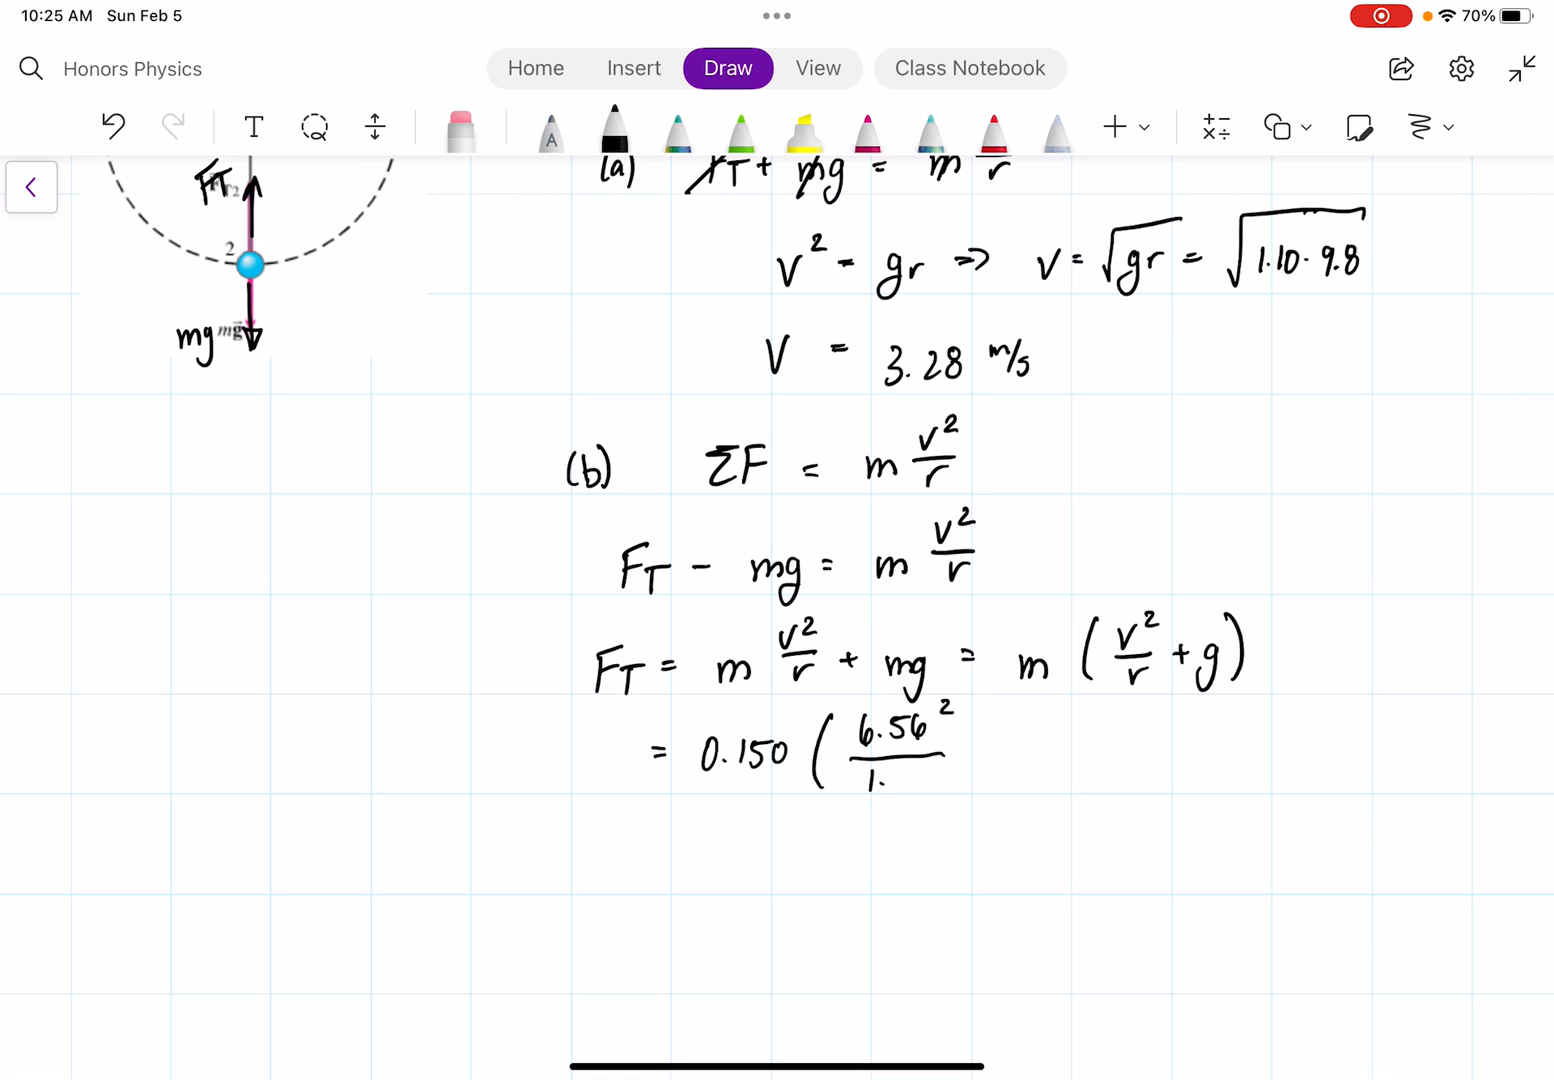 10:25 AM Sun Feb 5
70%
Honors Physics
Home Insert Draw View Class Notebook
T
A
(a) FT + mg = m /r
v² = gr => v = √gr = √1.10 · 9.8
V = 3.28 m/s
(b) ΣF = m v²/r
FT - mg = m v²/r
FT = m v²/r + mg = m (v²/r + g)
= 0.150 ( 6.56²/1.
FT
2
mg mg